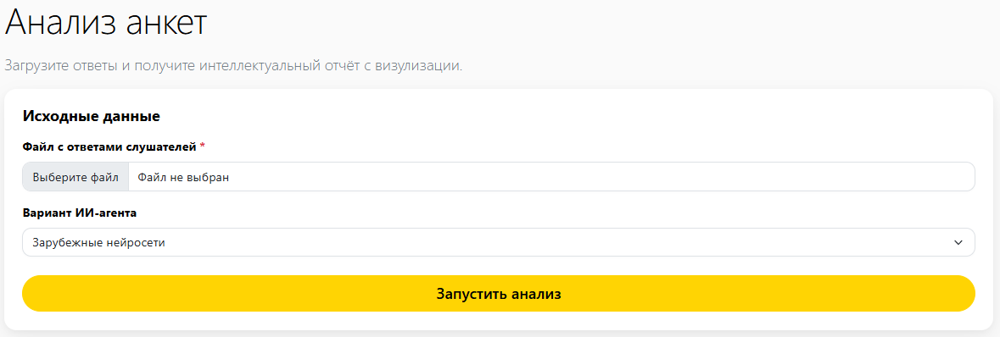 Анализ анкет
Загрузите ответы и получите интеллектуальный отчёт с визулизации.
Исходные данные
Файл с ответами слушателей *
Выберите файл Файл не выбран
Вариант ИИ-агента
Зарубежные нейросети
Запустить анализ